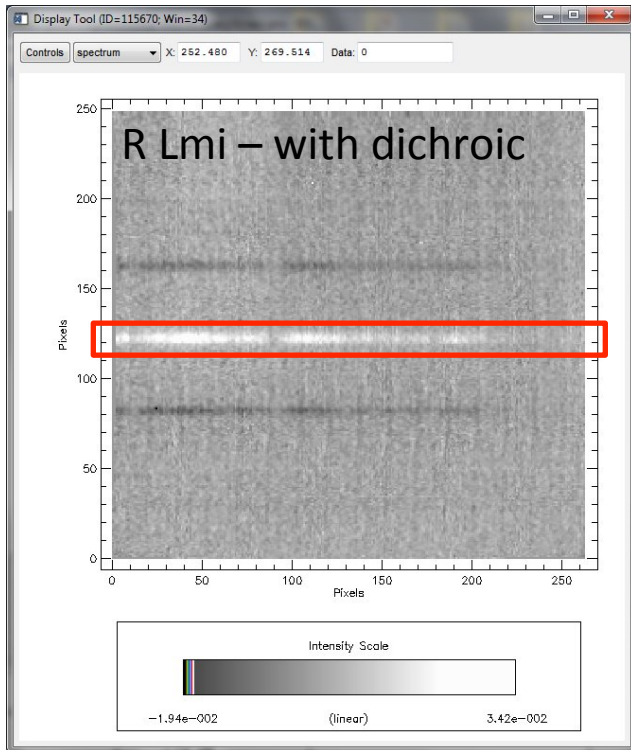 Display Tool (ID=115670; Win=34)
Controls spectrum X: 252.480 Y: 269.514 Data: 0
R Lmi – with dichroic
250
200
150
100
50
0
Pixels
0 50 100 150 200 250
Pixels
Intensity Scale
−1.94e−002 (linear) 3.42e−002